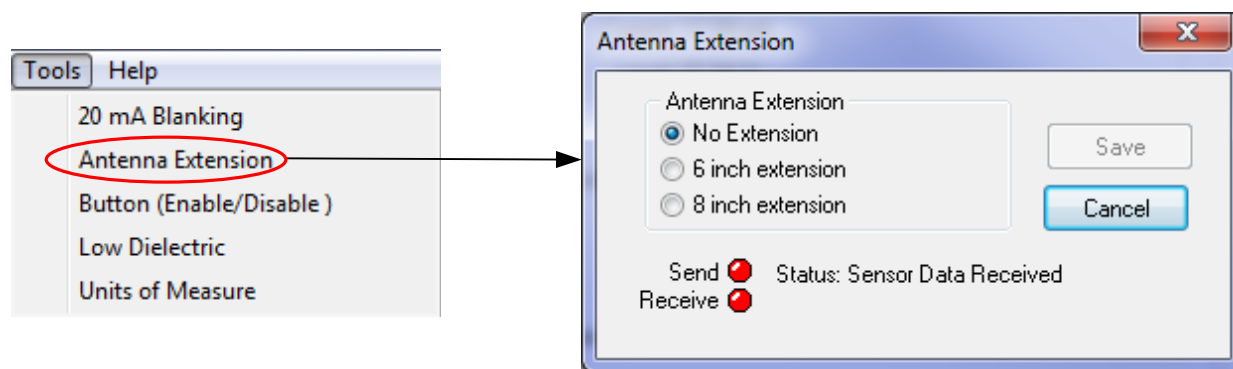 Tools Help
20 mA Blanking
Antenna Extension
Button (Enable/Disable )
Low Dielectric
Units of Measure
Antenna Extension
Antenna Extension
No Extension
6 inch extension
8 inch extension
Save
Cancel
Send
Status: Sensor Data Received
Receive